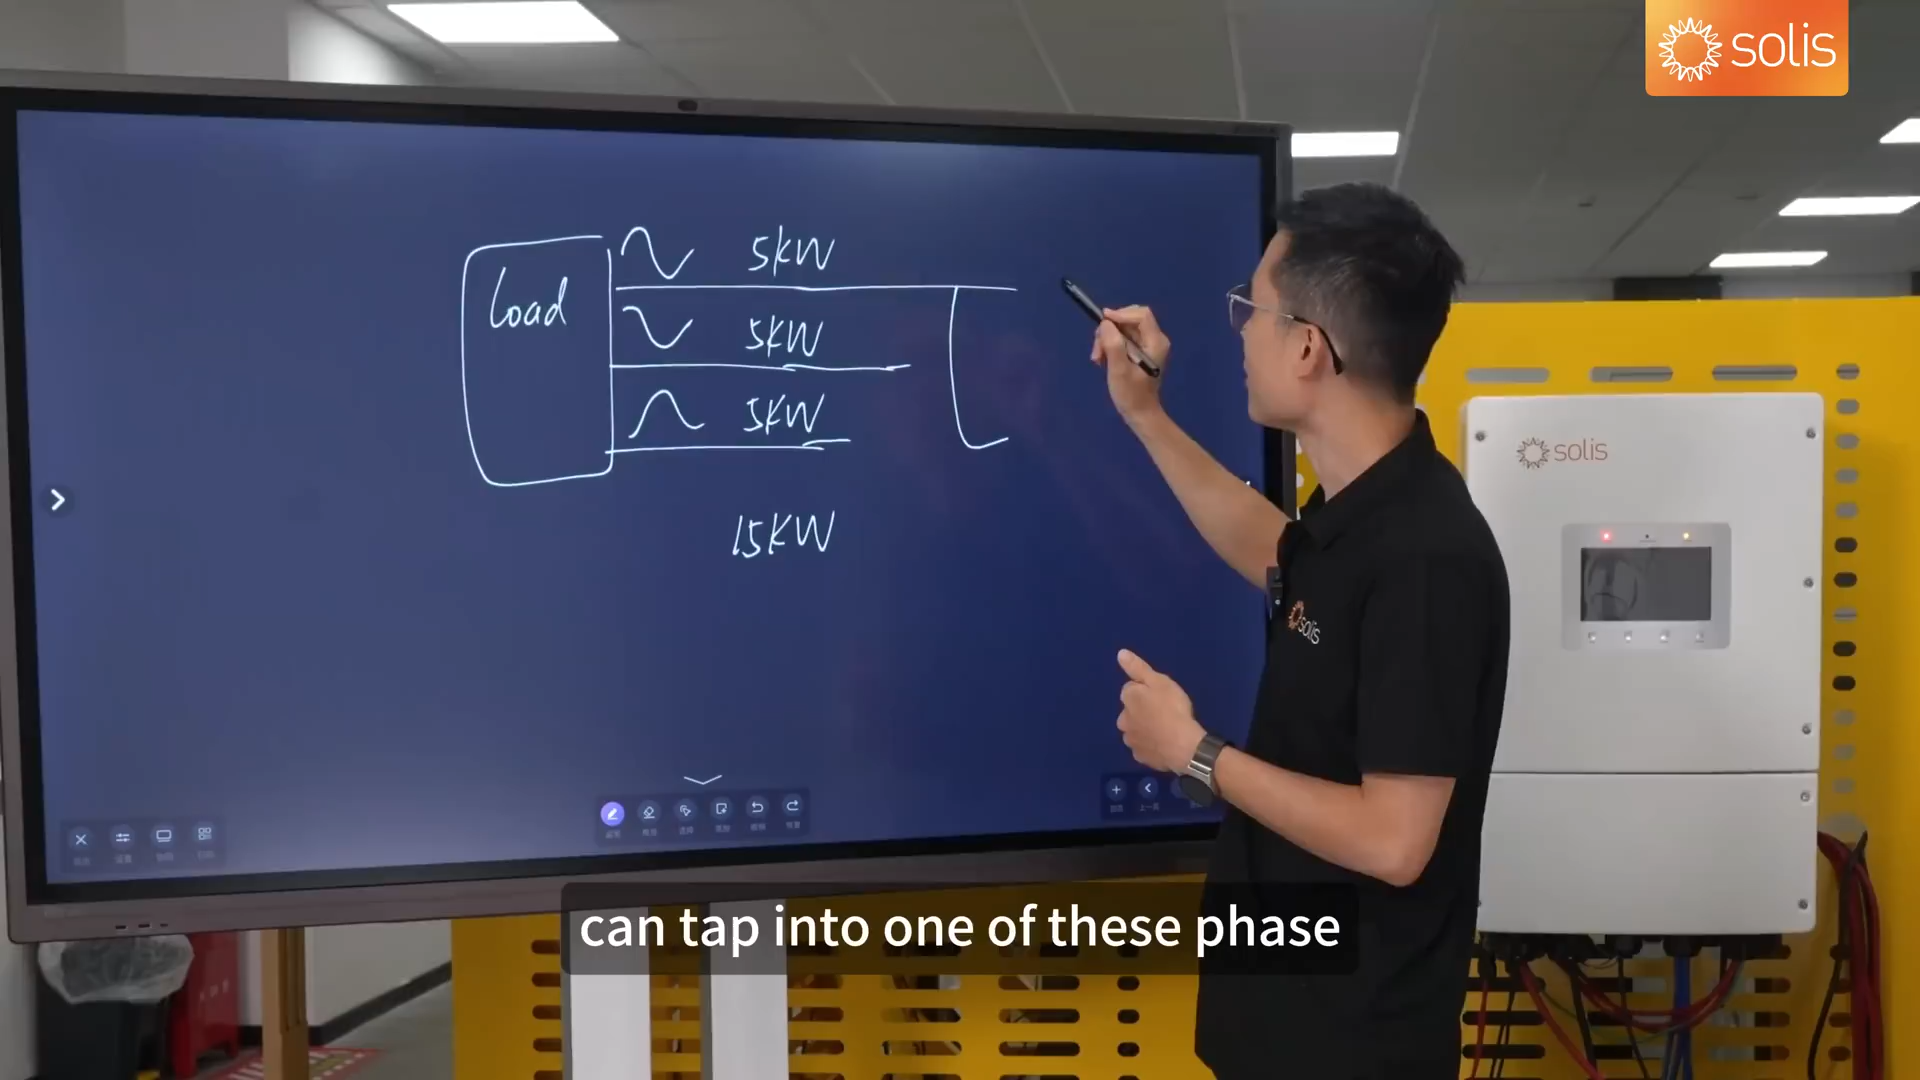 solis
5kW
Load
5kW
5kW
15KW
solis
solis
can tap into one of these phase